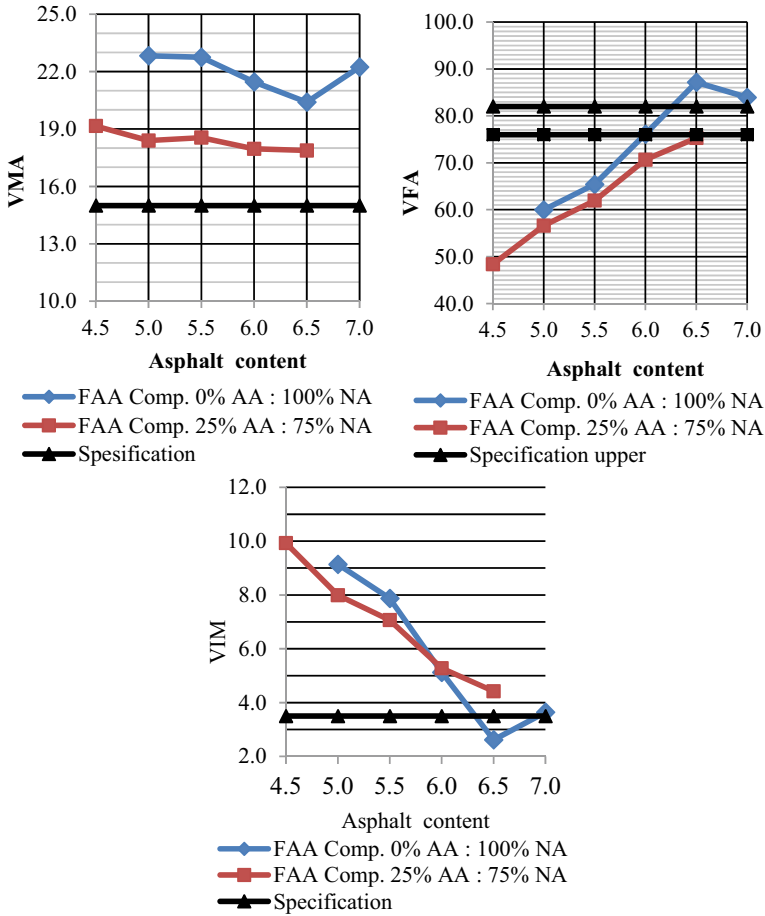 25.0
22.0
19.0
16.0
13.0
10.0
VMA
4.5 5.0 5.5 6.0 6.5 7.0
Asphalt content
FAA Comp. 0% AA : 100% NA
FAA Comp. 25% AA : 75% NA
Spesification
100.0
90.0
80.0
70.0
60.0
50.0
40.0
VFA
4.5 5.0 5.5 6.0 6.5 7.0
Asphalt content
FAA Comp. 0% AA : 100% NA
FAA Comp. 25% AA : 75% NA
Specification upper
12.0
10.0
8.0
6.0
4.0
2.0
VIM
4.5 5.0 5.5 6.0 6.5 7.0
Asphalt content
FAA Comp. 0% AA : 100% NA
FAA Comp. 25% AA : 75% NA
Specification